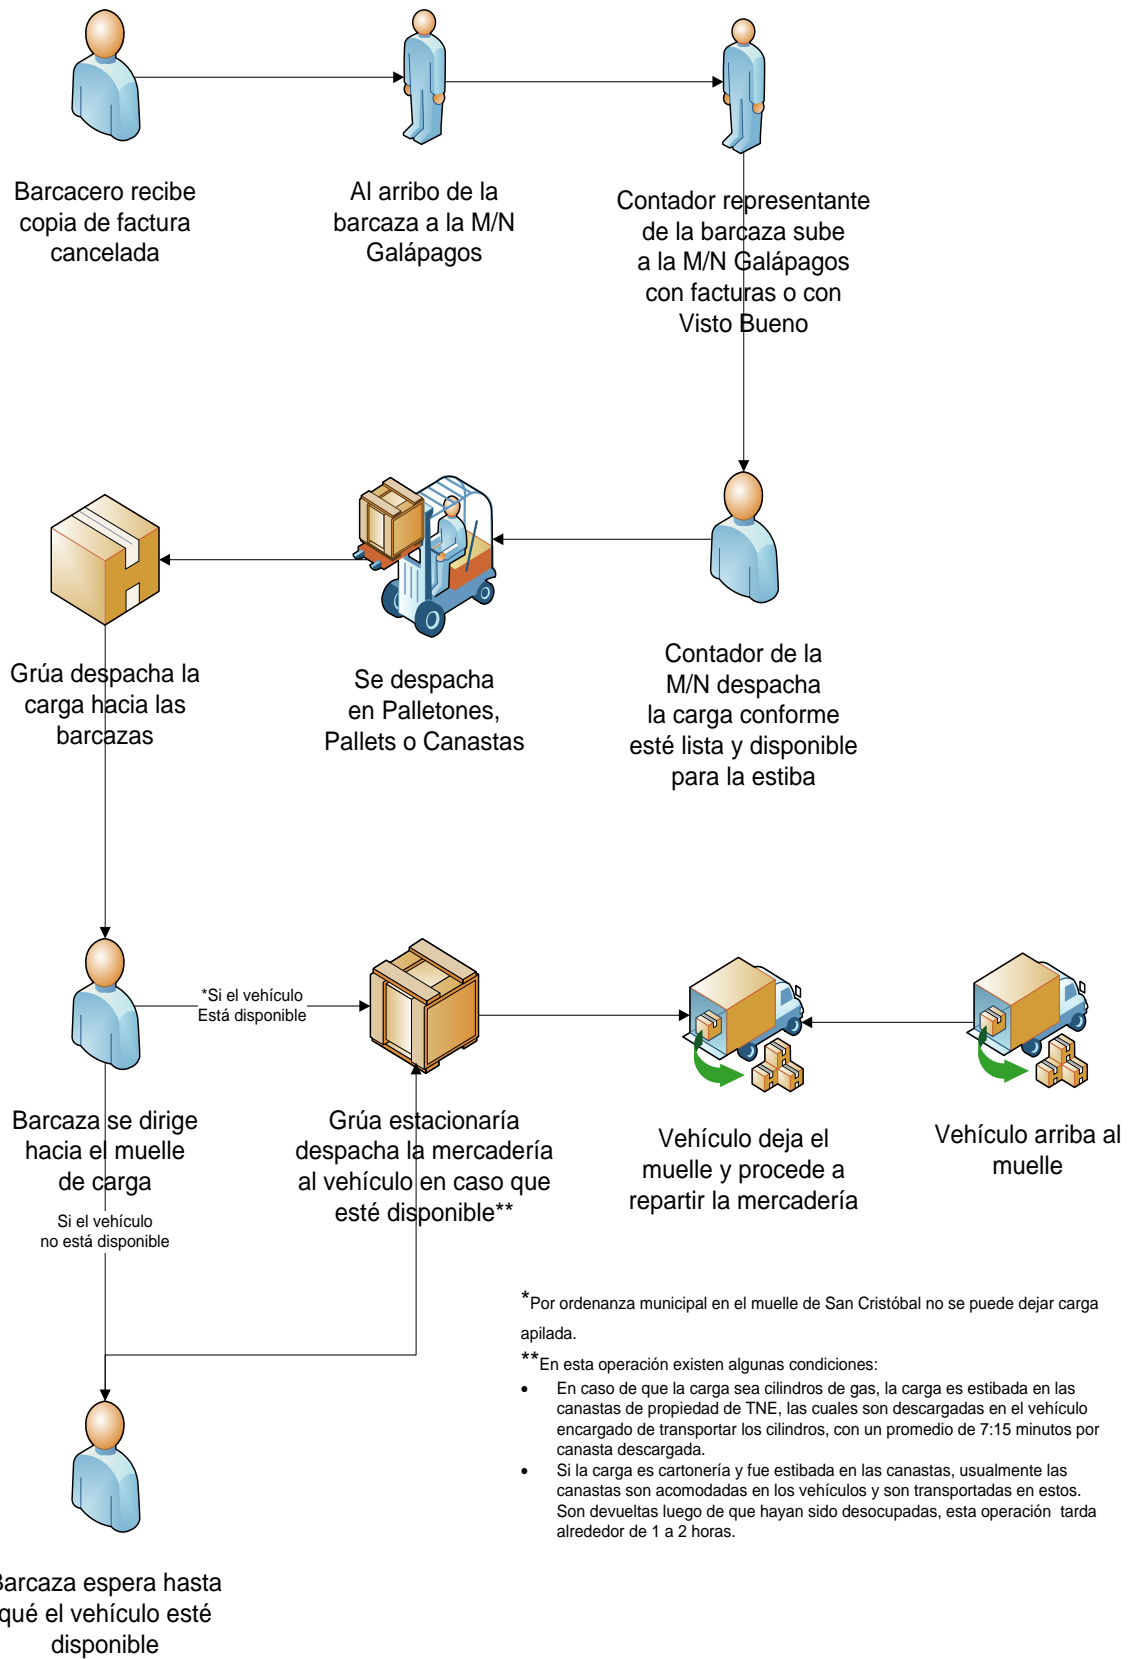 Barcacero recibe
copia de factura
cancelada
Al arribo de la
barcaza a la M/N
Galápagos
Contador representante
de la barcaza sube
a la M/N Galápagos
con facturas o con
Visto Bueno
Grúa despacha la
carga hacia las
barcazas
Se despacha
en Palletones,
Pallets o Canastas
Contador de la
M/N despacha
la carga conforme
esté lista y disponible
para la estiba
*Si el vehículo
Está disponible
Barcaza se dirige
hacia el muelle
de carga
Grúa estacionaría
despacha la mercadería
al vehículo en caso que
esté disponible**
Vehículo deja el
muelle y procede a
repartir la mercadería
Vehículo arriba al
muelle
Si el vehículo
no está disponible
*Por ordenanza municipal en el muelle de San Cristóbal no se puede dejar carga
apilada.
**En esta operación existen algunas condiciones:
• En caso de que la carga sea cilindros de gas, la carga es estibada en las
canastas de propiedad de TNE, las cuales son descargadas en el vehículo
encargado de transportar los cilindros, con un promedio de 7:15 minutos por
canasta descargada.
• Si la carga es cartonería y fue estibada en las canastas, usualmente las
canastas son acomodadas en los vehículos y son transportadas en estos.
Son devueltas luego de que hayan sido desocupadas, esta operación tarda
alrededor de 1 a 2 horas.
Barcaza espera hasta
qué el vehículo esté
disponible